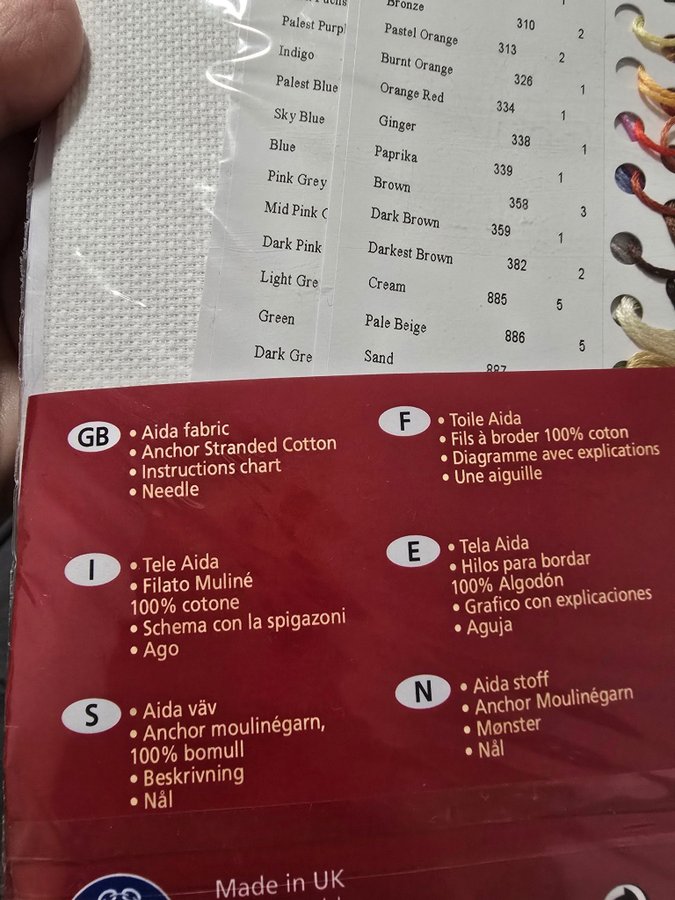 Bronze 310 2
Palest Purpl Pastel Orange 313 2
Indigo Burnt Orange 326 1
Palest Blue Orange Red 334 1
Sky Blue Ginger 338 1
Blue Paprika 339 1
Pink Grey Brown 358 3
Mid Pink Dark Brown 359 1
Dark Pink Darkest Brown 382 2
Light Gre Cream 885 5
Green Pale Beige 886 5
Dark Gre Sand 887
GB
• Aida fabric
• Anchor Stranded Cotton
• Instructions chart
• Needle
F
• Toile Aida
• Fils à broder 100% coton
• Diagramme avec explications
• Une aiguille
I
• Tele Aida
• Filato Muliné
100% cotone
• Schema con la spigazoni
• Ago
E
• Tela Aida
• Hilos para bordar
100% Algodón
• Grafico con explicaciones
• Aguja
S
• Aida väv
• Anchor moulinégarn,
100% bomull
• Beskrivning
• Nål
N
• Aida stoff
• Anchor Moulinégarn
• Mønster
• Nål
Made in UK